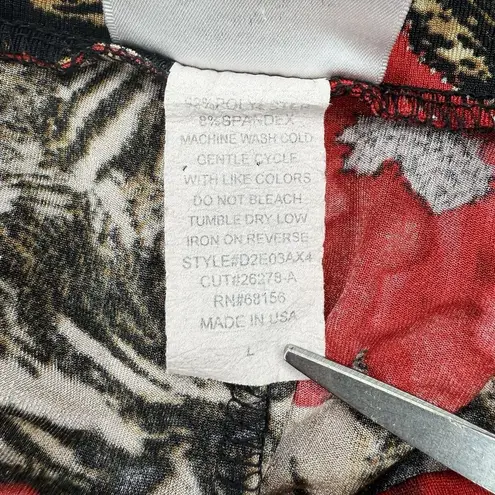 92% POLYESTER
8% SPANDEX
MACHINE WASH COLD
GENTLE CYCLE
WITH LIKE COLORS
DO NOT BLEACH
TUMBLE DRY LOW
IRON ON REVERSE
STYLE#D2E03AX4
CUT#26278-A
RN#68156
MADE IN USA
L